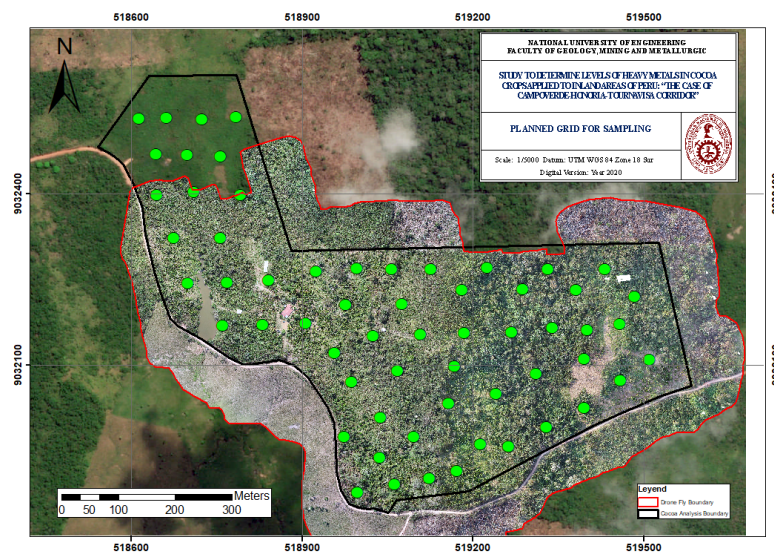 518600 518900 519200 519500
N
NATIONAL UNIVERSITY OF ENGINEERING
FACULTY OF GEOLOGY, MINING AND METALLURGIC
STUDY TO DETERMINE LEVELS OF HEAVY METALS IN COCOA
CROPS APPLIED TO INLAND AREAS OF PERU: "THE CASE OF
CAMPOVERDE-HONORIA-TOURNAVISA CORRIDOR"
PLANNED GRID FOR SAMPLING
Scale: 1/5000 Datum: UTM WGS 84 Zone 18 Sur
Digital Version: Year 2020
9032400
9032100
Meters
0 50 100 200 300
Leyend
Drone Fly Boundary
Cocoa Analysis Boundary
518600 518900 519200 519500